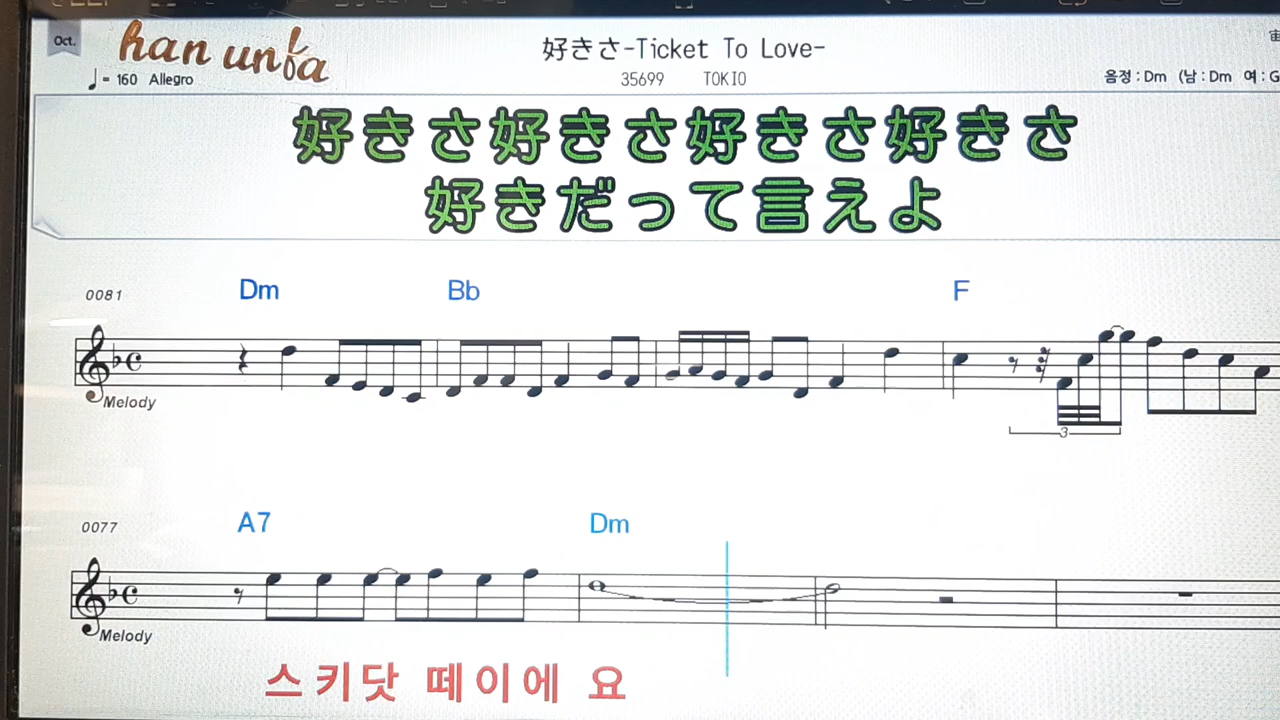 Oct.
han unfa
好きさ-Ticket To Love-
= 160 Allegro
35699 TOKIO
음정 : Dm (남 : Dm 여 : G
好きさ好きさ好きさ好きさ
好きだって言えよ
Dm Bb F
0081
Melody
3
A7 Dm
0077
Melody
스키닷 떼이에 요